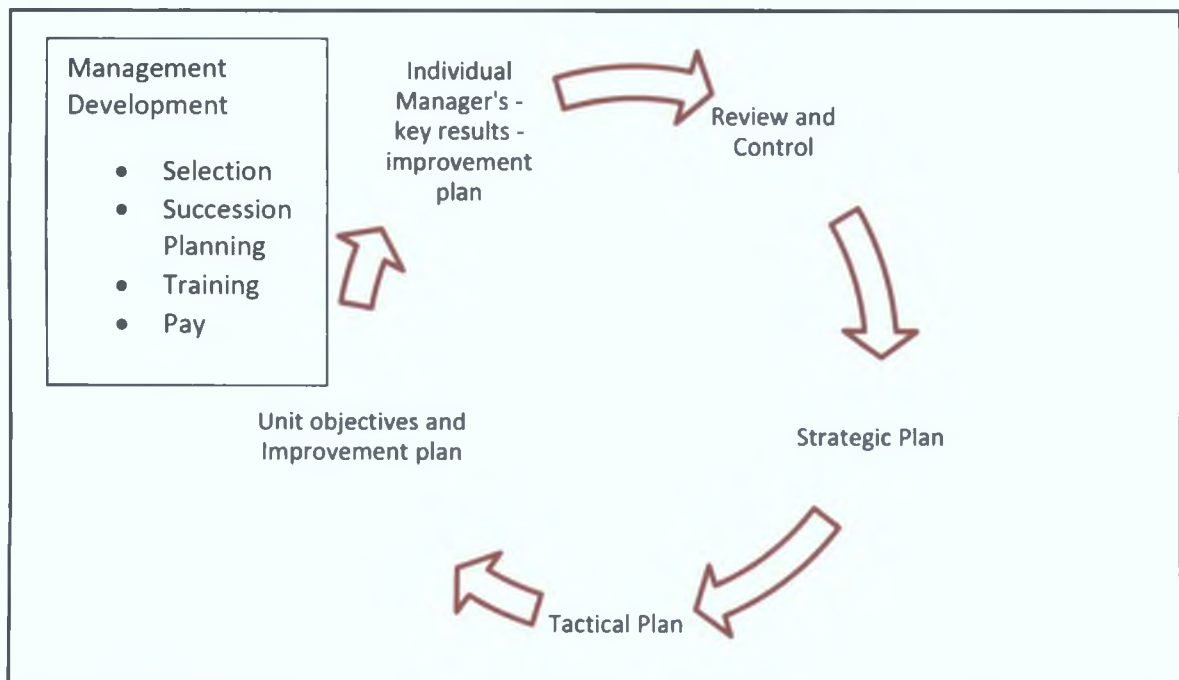 Management
Development
• Selection
• Succession
Planning
• Training
• Pay
Individual
Manager's -
key results -
improvement
plan
Review and
Control
Strategic Plan
Tactical Plan
Unit objectives and
Improvement plan